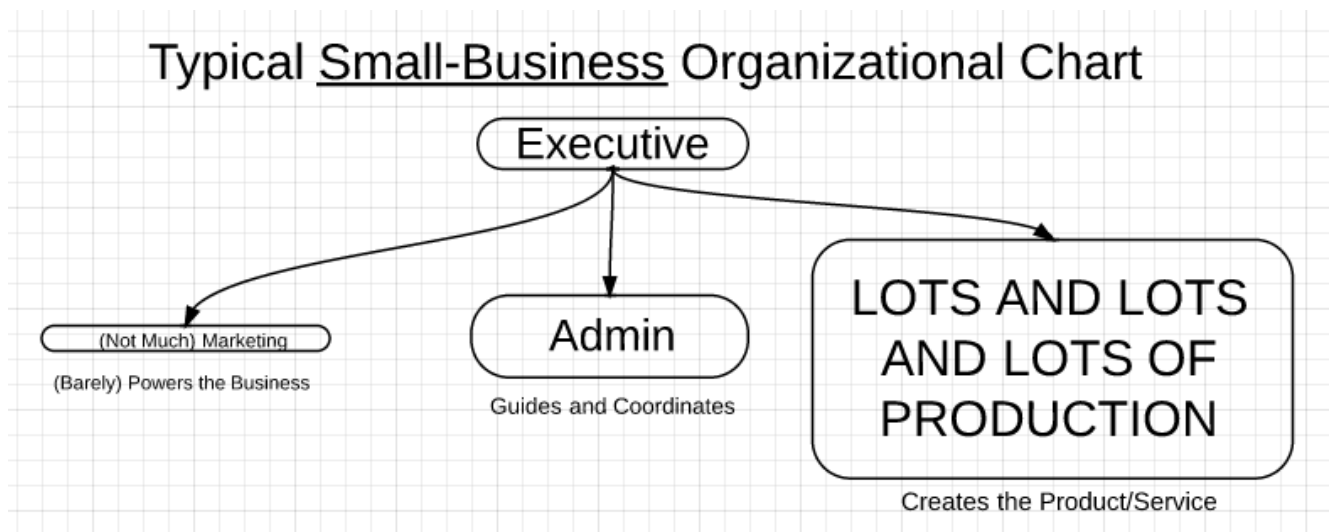 Typical Small-Business Organizational Chart
Executive
(Not Much) Marketing
(Barely) Powers the Business
Admin
Guides and Coordinates
LOTS AND LOTS
AND LOTS OF
PRODUCTION
Creates the Product/Service